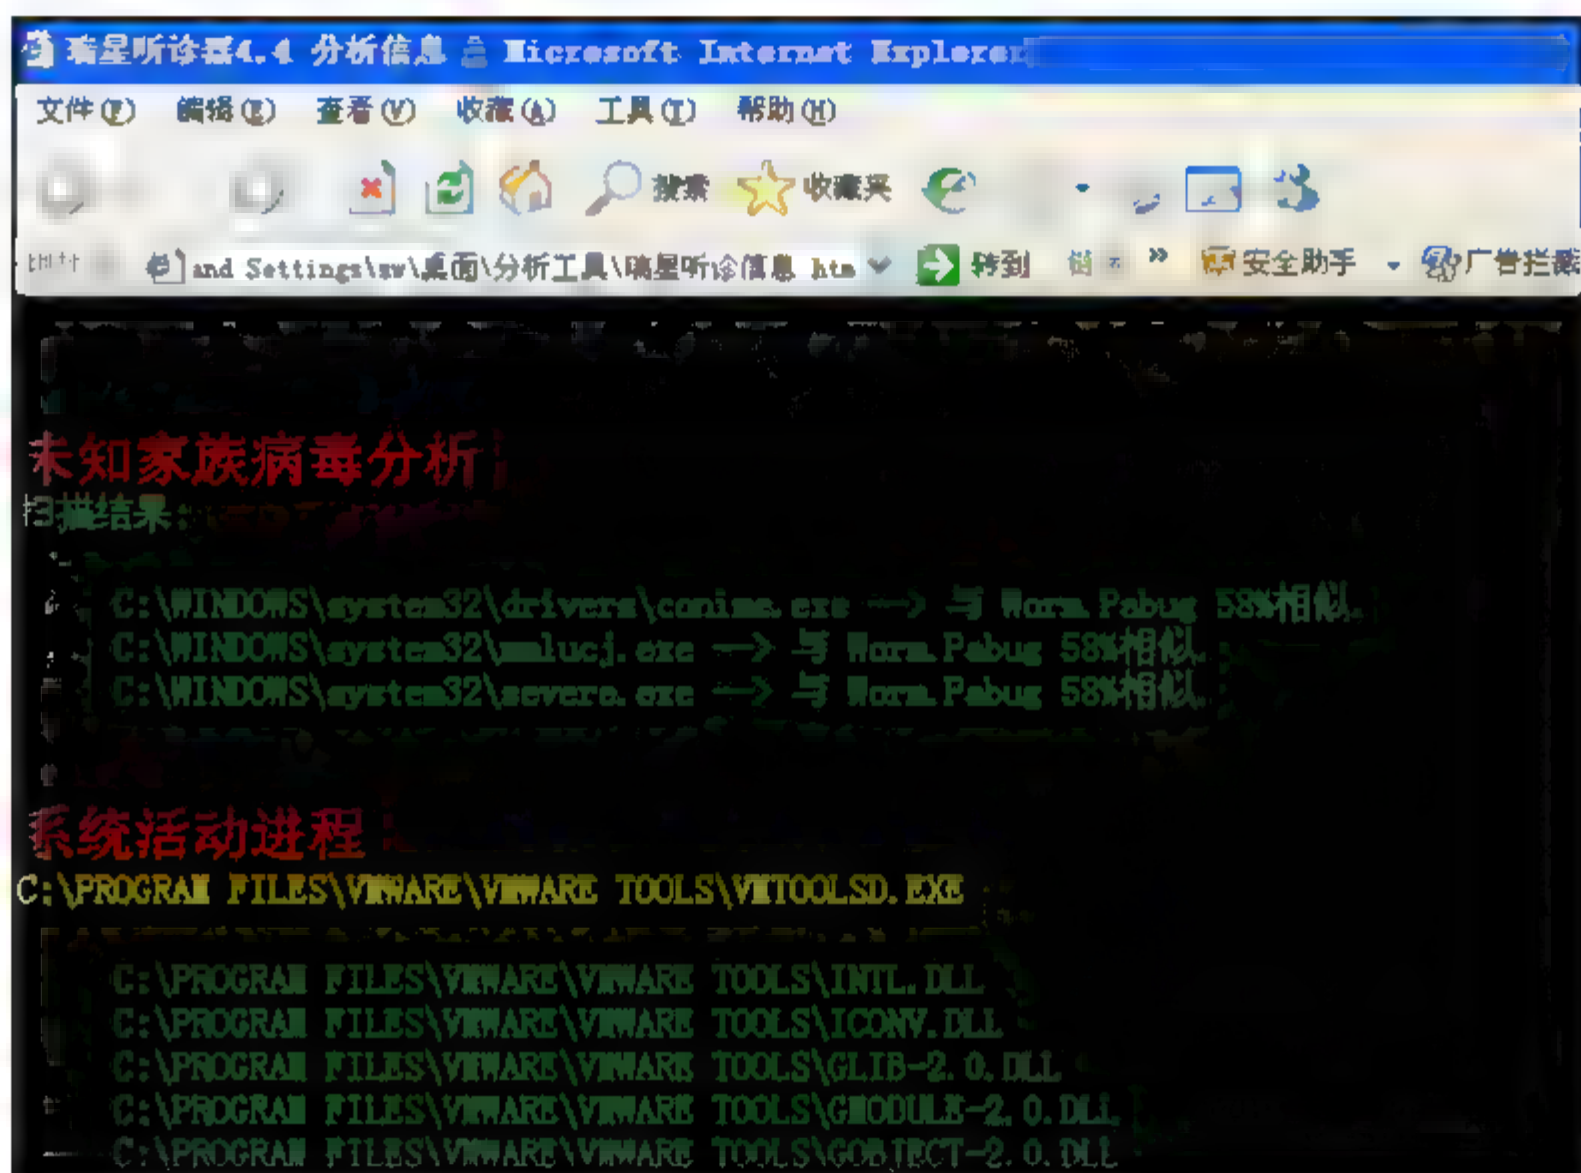 瑞星听诊器4.4 分析信息 - Microsoft Internet Explorer
文件(F) 编辑(E) 查看(V) 收藏(A) 工具(T) 帮助(H)
搜索 收藏夹
and Settings\sw\桌面\分析工具\瑞星听诊信息.htm 转到 链 » 安全助手 广告拦截
未知家族病毒分析
扫描结果:
C:\WINDOWS\system32\drivers\conime.exe --> 与 Worm.Pabug 58%相似.
C:\WINDOWS\system32\mlucj.exe --> 与 Worm.Pabug 58%相似.
C:\WINDOWS\system32\severe.exe --> 与 Worm.Pabug 58%相似.
系统活动进程
C:\PROGRAM FILES\VMWARE\VMWARE TOOLS\VMTOOLSD.EXE
C:\PROGRAM FILES\VMWARE\VMWARE TOOLS\INTL.DLL
C:\PROGRAM FILES\VMWARE\VMWARE TOOLS\ICONV.DLL
C:\PROGRAM FILES\VMWARE\VMWARE TOOLS\GLIB-2.0.DLL
C:\PROGRAM FILES\VMWARE\VMWARE TOOLS\GMODULE-2.0.DLL
C:\PROGRAM FILES\VMWARE\VMWARE TOOLS\GOBJECT-2.0.DLL